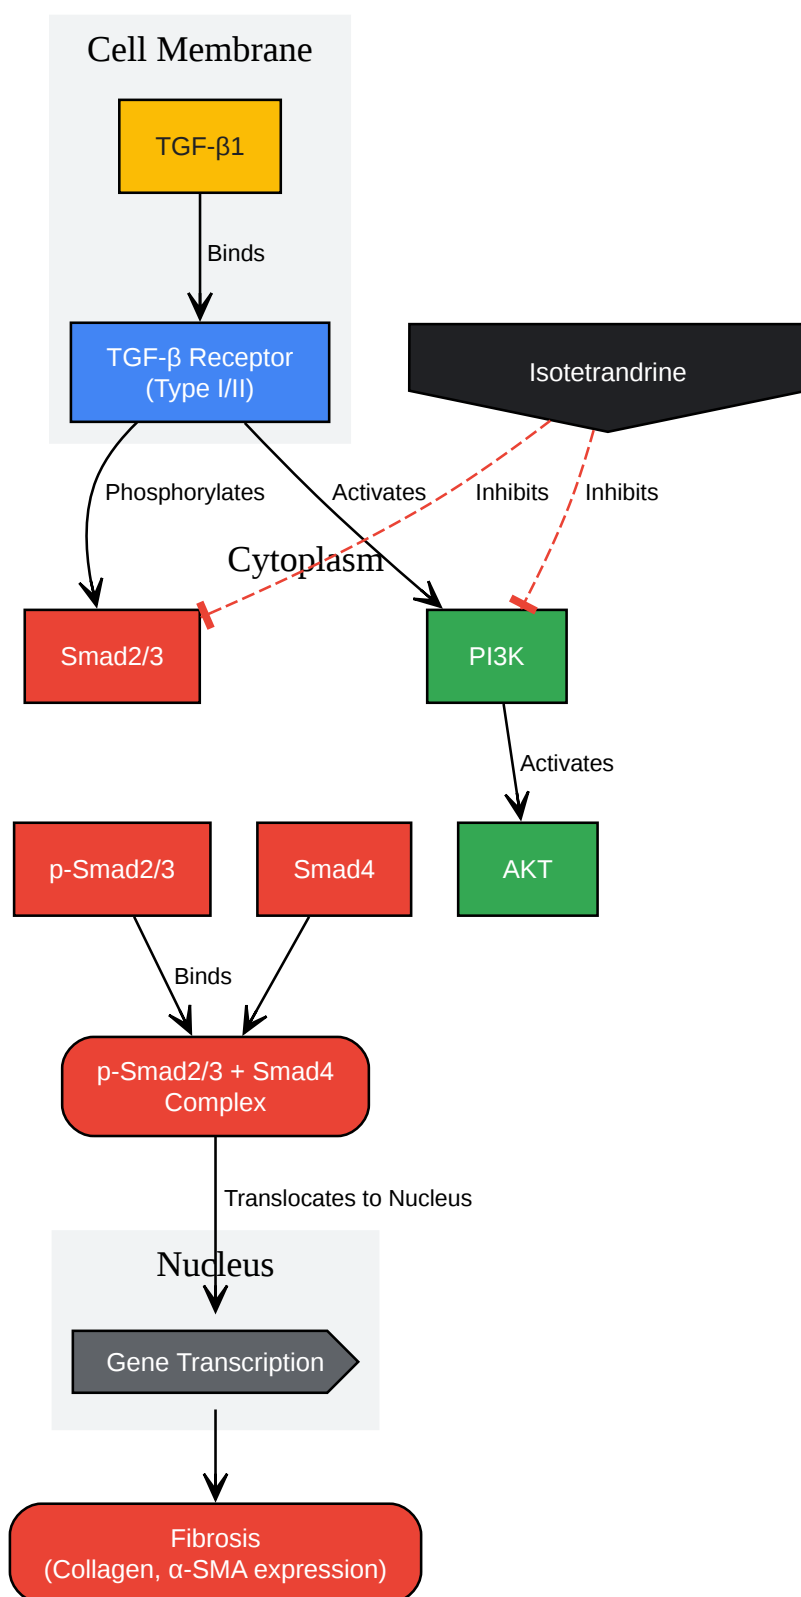 Cell Membrane
TGF-β1
Binds
TGF-β Receptor
(Type I/II)
Isotetrandrine
Phosphorylates
Activates
Inhibits
Inhibits
Cytoplasm
Smad2/3
PI3K
Activates
p-Smad2/3
Smad4
AKT
Binds
p-Smad2/3 + Smad4
Complex
Translocates to Nucleus
Nucleus
Gene Transcription
Fibrosis
(Collagen, α-SMA expression)